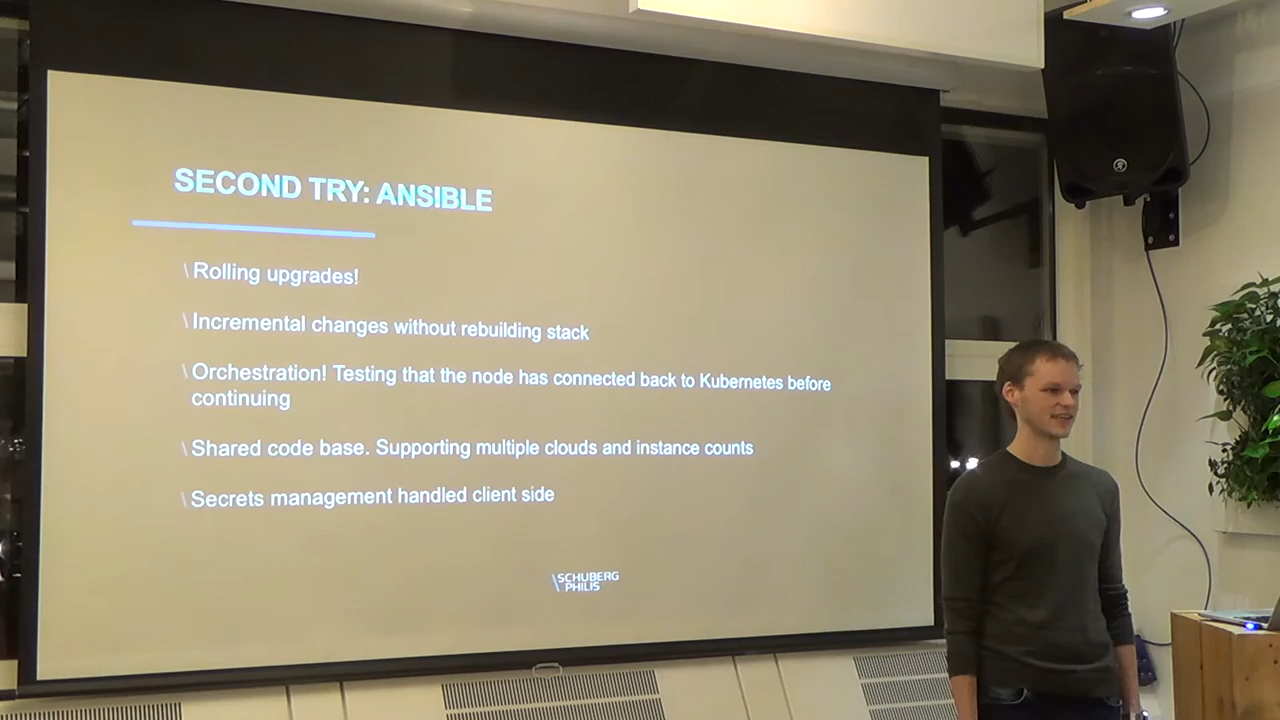 SECOND TRY: ANSIBLE
\ Rolling upgrades!
\ Incremental changes without rebuilding stack
\ Orchestration! Testing that the node has connected back to Kubernetes before
continuing
\ Shared code base. Supporting multiple clouds and instance counts
\ Secrets management handled client side
\SCHUBERG
PHILIS